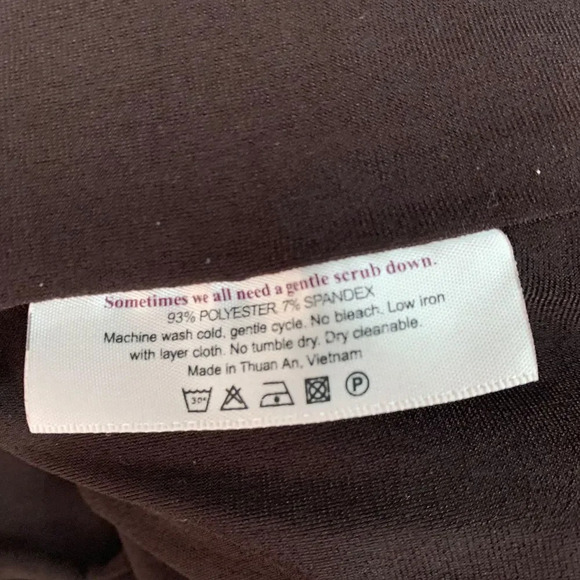 Sometimes we all need a gentle scrub down.
93% POLYESTER 7% SPANDEX
Machine wash cold, gentle cycle. No bleach. Low iron
with layer cloth. No tumble dry. Dry cleanable.
Made in Thuan An, Vietnam
30° P